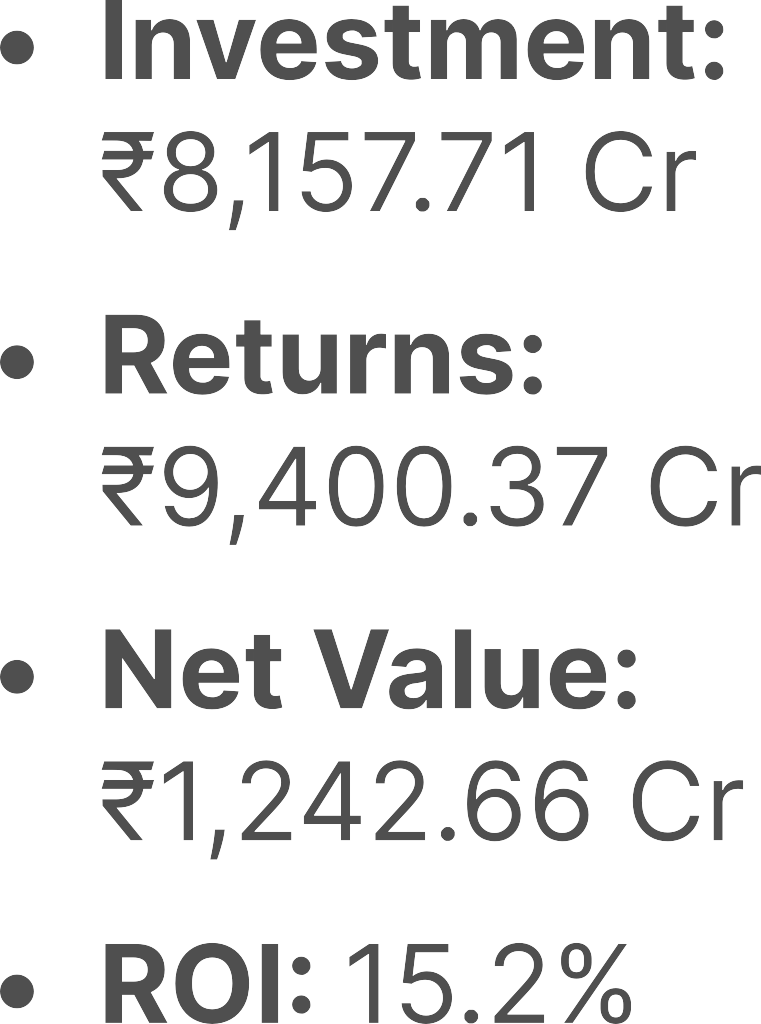 • Investment:
₹8,157.71 Cr
• Returns:
₹9,400.37 Cr
• Net Value:
₹1,242.66 Cr
• ROI: 15.2%